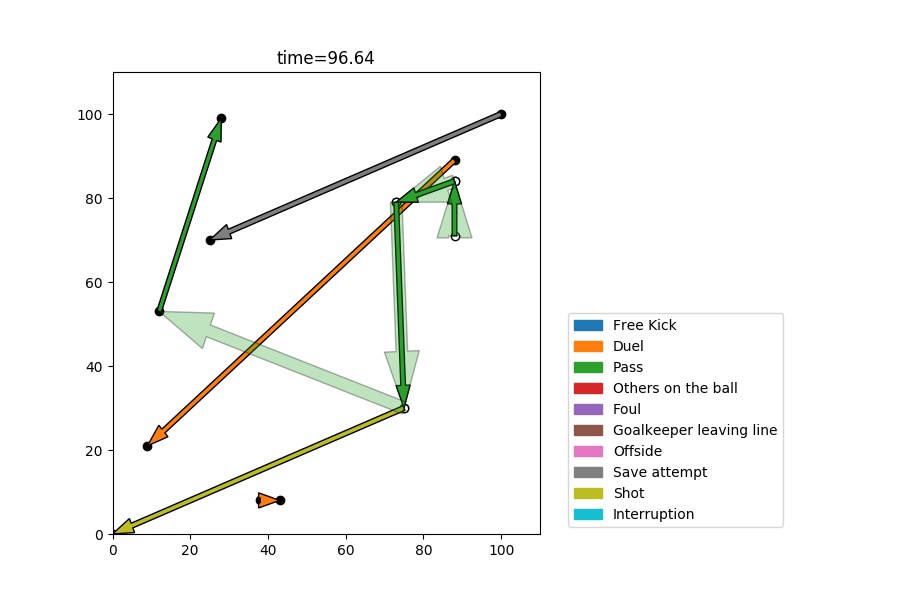 time=96.64
100
80
60
40
20
0
0 20 40 60 80 100
Free Kick
Duel
Pass
Others on the ball
Foul
Goalkeeper leaving line
Offside
Save attempt
Shot
Interruption